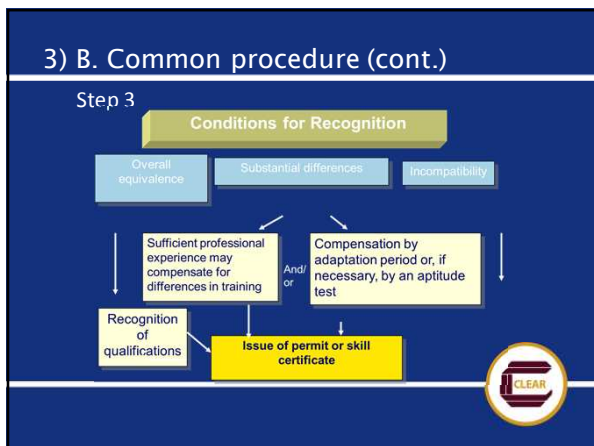 3) B. Common procedure (cont.)
Step 3
Conditions for Recognition
Overall
equivalence
Substantial differences
Incompatibility
Sufficient professional
experience may
compensate for
differences in training
And/
or
Compensation by
adaptation period or, if
necessary, by an aptitude
test
Recognition
of
qualifications
Issue of permit or skill
certificate
CLEAR